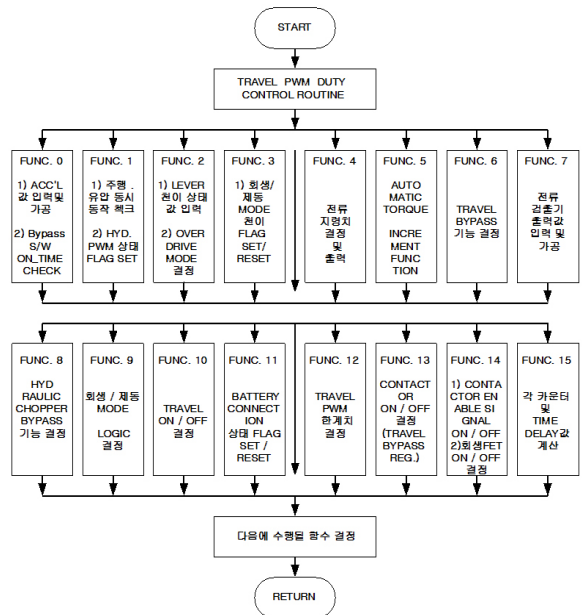 START
TRAVEL PWM DUTY
CONTROL ROUTINE
FUNC. 0
1) ACC'L
값 입력및
가공
2) Bypass
S/W
ON_TIME
CHECK
FUNC. 1
1) 주행 .
유압 동시
동작 첵크
2) HYD.
PWM 상태
FLAG SET
FUNC. 2
1) LEVER
천이 상태
값 입력
2) OVER
DRIVE
MODE
결정
FUNC. 3
1) 회생/
제동
MODE
천이
FLAG
SET/
RESET
FUNC. 4
전류
지령치
결정
및
출력
FUNC. 5
AUTO
MATIC
TORQUE
INCRE
MENT
FUNC
TION
FUNC. 6
TRAVEL
BYPASS
기능 결정
FUNC. 7
전류
검출기
출력값
입력 및
가공
FUNC. 8
HYD
RAULIC
CHOPPER
BYPASS
기능 결정
FUNC. 9
회생 / 제동
MODE
LOGIC
결정
FUNC. 10
TRAVEL
ON / OFF
결정
FUNC. 11
BATTERY
CONNECT
ION
상태 FLAG
SET /
RESET
FUNC. 12
TRAVEL
PWM
한계치
결정
FUNC. 13
CONTACT
OR
ON / OFF
결정
(TRAVEL
BYPASS
REG.)
FUNC. 14
1) CONTA
CTOR EN
ABLE SI
GNAL
ON / OFF
2)회생FET
ON / OFF
결정
FUNC. 15
각 카운터
및
TIME
DELAY값
계산
다음에 수행될 함수 결정
RETURN